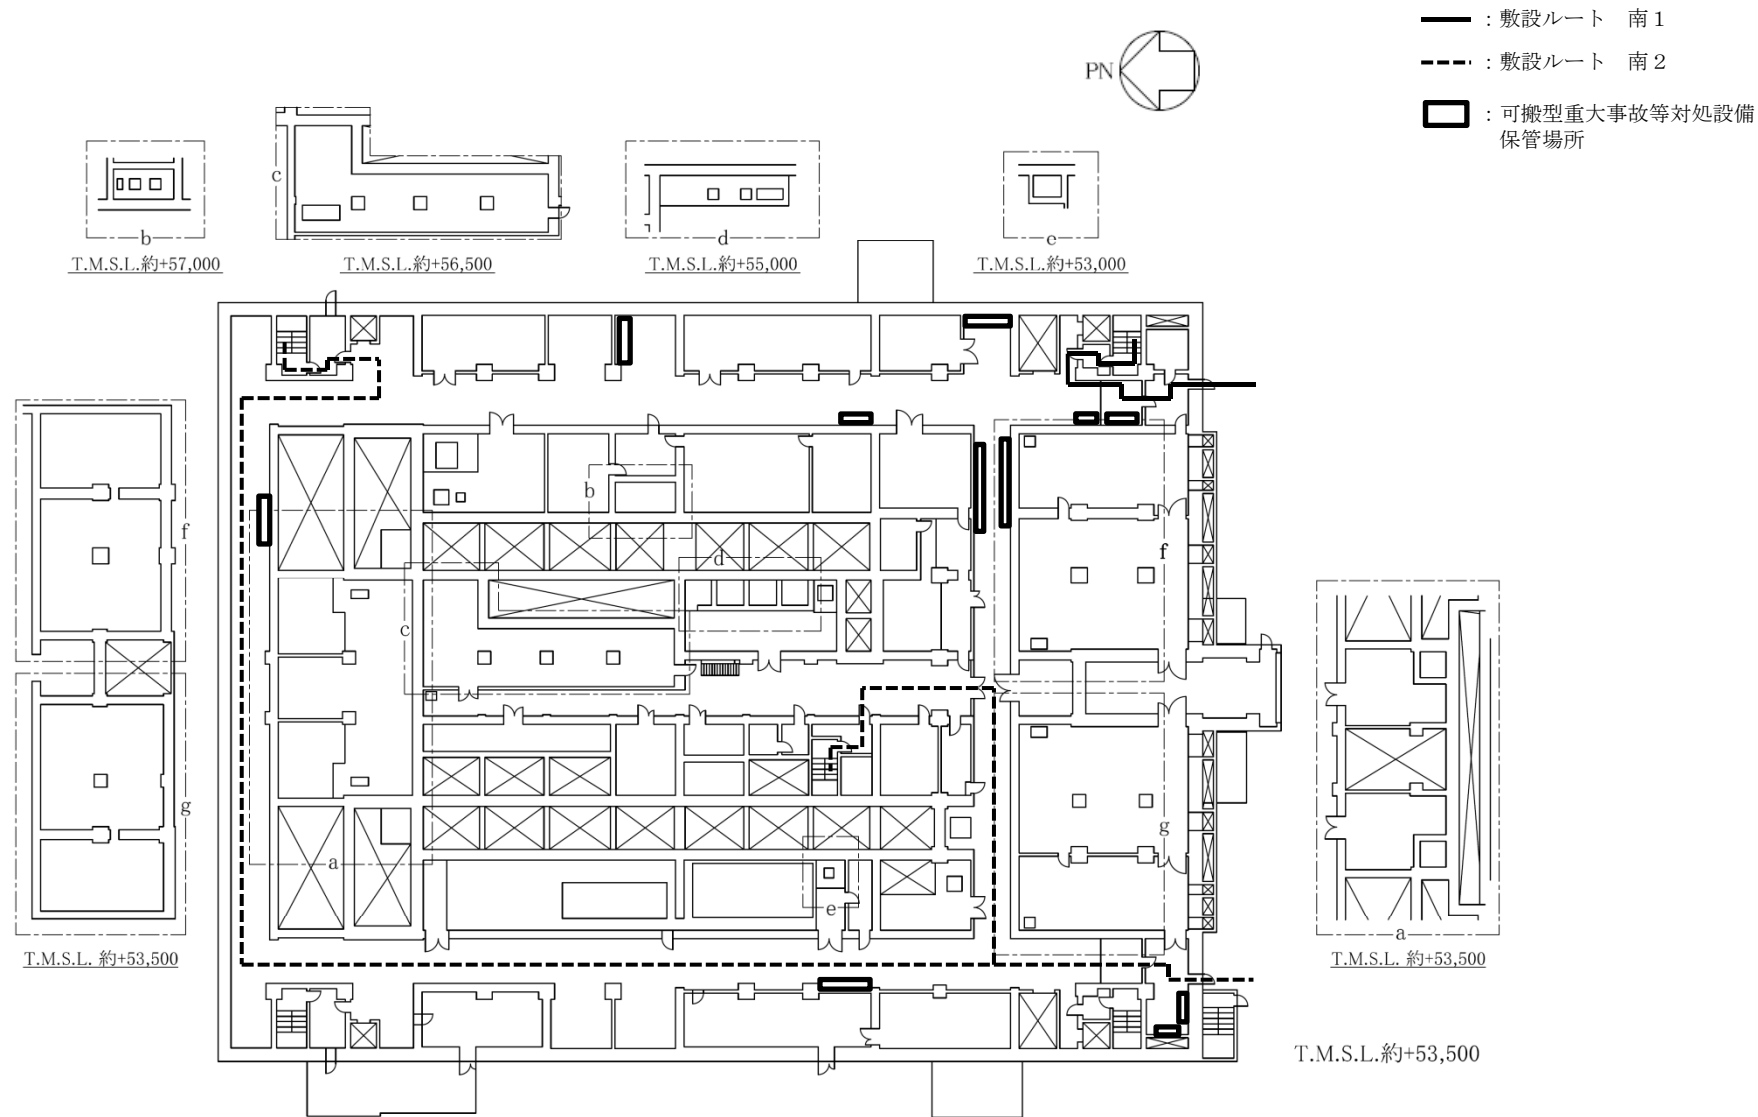 ：敷設ルート　南１
：敷設ルート　南２
：可搬型重大事故等対処設備
保管場所
PN
b
T.M.S.L.約+57,000
c
T.M.S.L.約+56,500
d
T.M.S.L.約+55,000
e
T.M.S.L.約+53,000
f
g
T.M.S.L. 約+53,500
b
d
c
a
e
f
g
a
T.M.S.L. 約+53,500
T.M.S.L.約+53,500